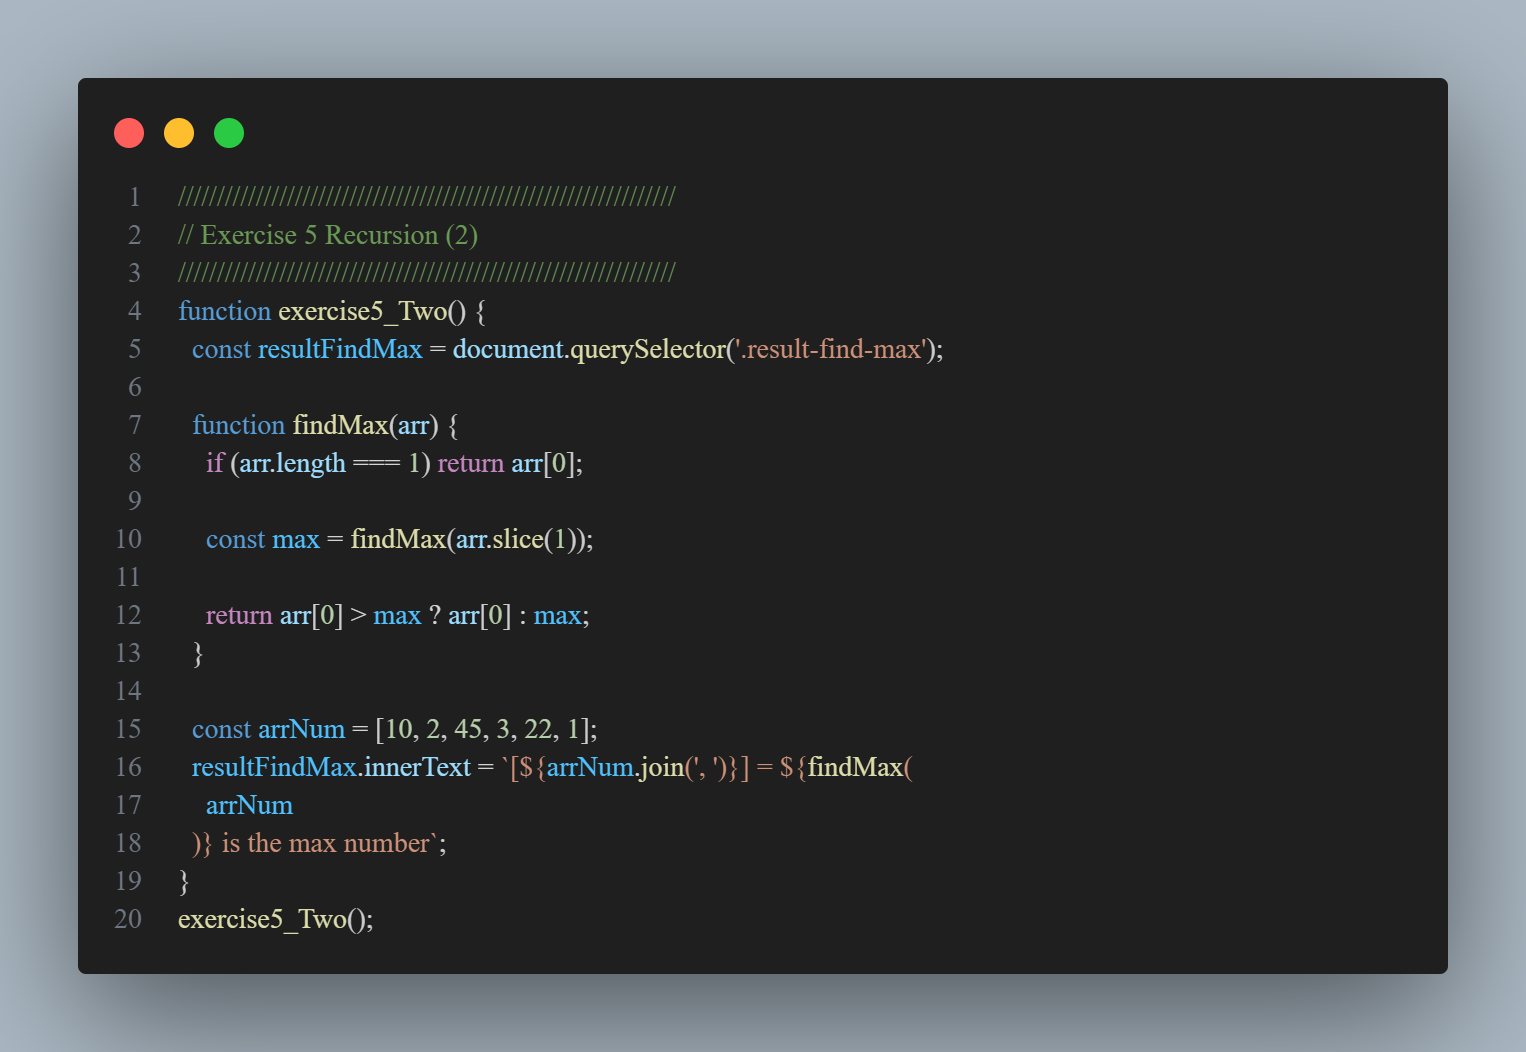 1 ////////////////////////////////////////////////////////////////
2 // Exercise 5 Recursion (2)
3 ////////////////////////////////////////////////////////////////
4 function exercise5_Two() {
5   const resultFindMax = document.querySelector('.result-find-max');
6
7   function findMax(arr) {
8     if (arr.length === 1) return arr[0];
9
10     const max = findMax(arr.slice(1));
11
12     return arr[0] > max ? arr[0] : max;
13   }
14
15   const arrNum = [10, 2, 45, 3, 22, 1];
16   resultFindMax.innerText = `[${arrNum.join(', ')}] = ${findMax(
17     arrNum
18   )} is the max number`;
19 }
20 exercise5_Two();